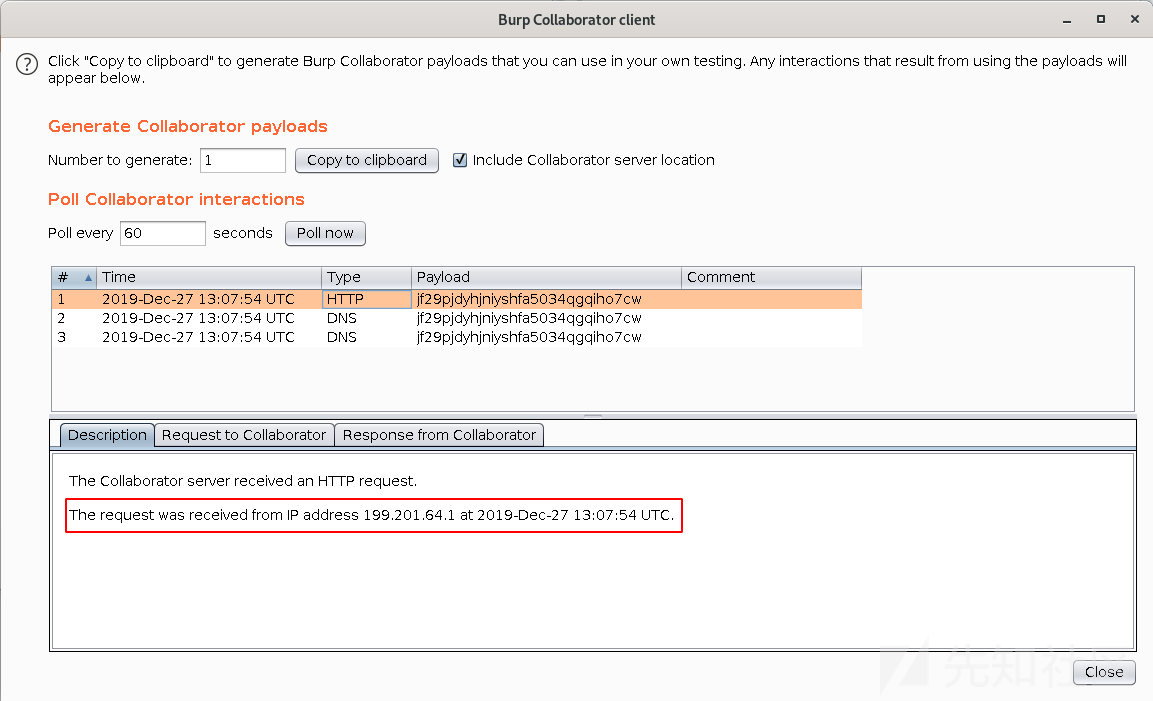 Burp Collaborator client
Click "Copy to clipboard" to generate Burp Collaborator payloads that you can use in your own testing. Any interactions that result from using the payloads will
appear below.
Generate Collaborator payloads
Number to generate: 1 Copy to clipboard Include Collaborator server location
Poll Collaborator interactions
Poll every 60 seconds Poll now
# Time Type Payload Comment
1 2019-Dec-27 13:07:54 UTC HTTP jf29pjdyhjniyshfa5034qgqiho7cw
2 2019-Dec-27 13:07:54 UTC DNS jf29pjdyhjniyshfa5034qgqiho7cw
3 2019-Dec-27 13:07:54 UTC DNS jf29pjdyhjniyshfa5034qgqiho7cw
Description Request to Collaborator Response from Collaborator
The Collaborator server received an HTTP request.
The request was received from IP address 199.201.64.1 at 2019-Dec-27 13:07:54 UTC.
先知社
Close